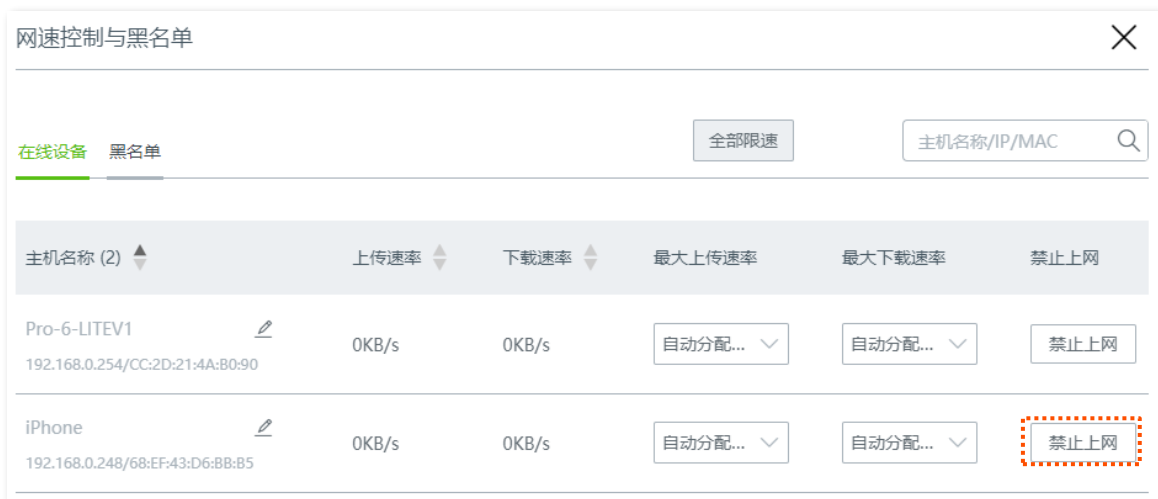 网速控制与黑名单
在线设备 黑名单 全部限速 主机名称/IP/MAC
主机名称 (2) 上传速率 下载速率 最大上传速率 最大下载速率 禁止上网
Pro-6-LITEV1
192.168.0.254/CC:2D:21:4A:B0:90
0KB/s 0KB/s 自动分配... 自动分配... 禁止上网
iPhone
192.168.0.248/68:EF:43:D6:BB:B5
0KB/s 0KB/s 自动分配... 自动分配... 禁止上网